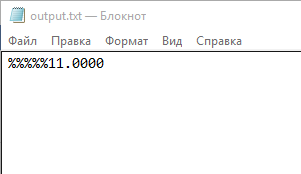 output.txt — Блокнот
Файл Правка Формат Вид Справка
%%%%%11.0000